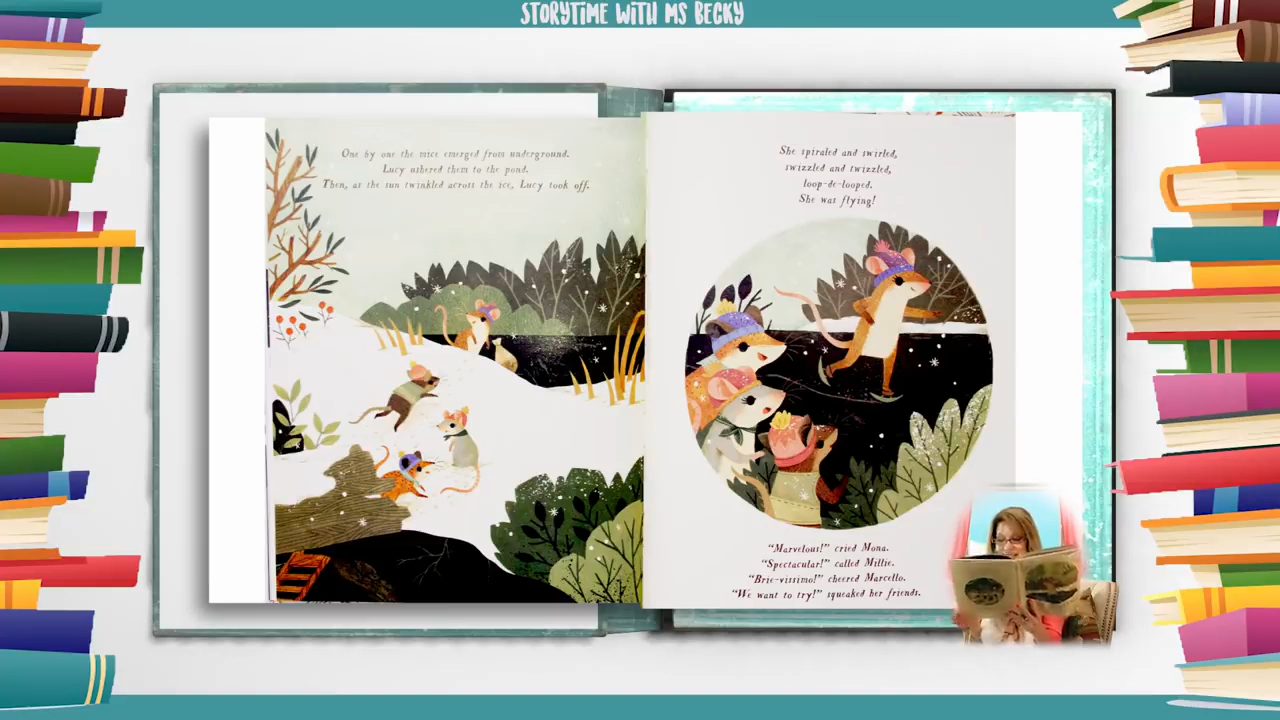 STORYTIME WITH MS BECKY
One by one the mice emerged from underground.
Lucy ushered them to the pond.
Then, as the sun twinkled across the ice, Lucy took off.
She spiraled and swirled,
swizzled and twizzled,
loop-de-looped.
She was flying!
"Marvelous!" cried Mona.
"Spectacular!" called Millie.
"Brie-vissimo!" cheered Marcello.
"We want to try!" squeaked her friends.